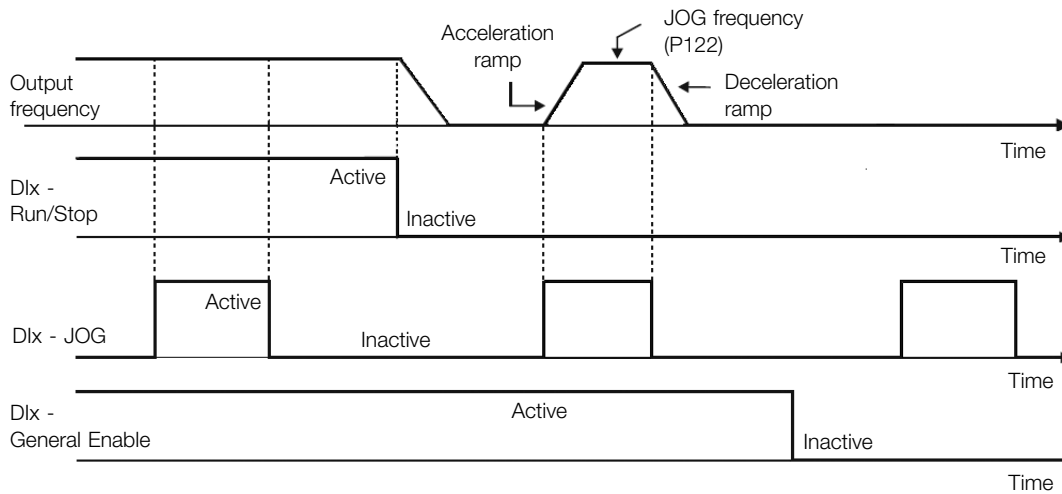 JOG frequency
(P122)
Acceleration
ramp
Deceleration
ramp
Output
frequency
Time
DIx -
Run/Stop
Active
Inactive
Time
DIx - JOG
Active
Inactive
Time
DIx -
General Enable
Active
Inactive
Time